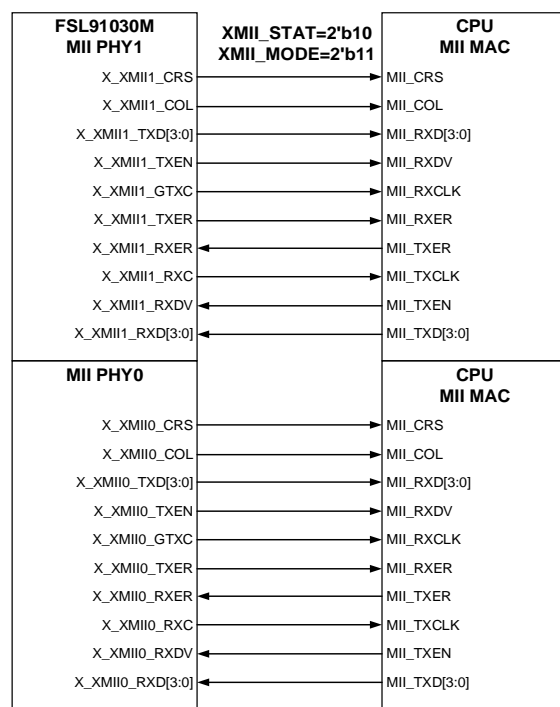 FSL91030M
MII PHY1
XMII_STAT=2'b10
XMII_MODE=2'b11
CPU
MII MAC
X_XMII1_CRS MII_CRS
X_XMII1_COL MII_COL
X_XMII1_TXD[3:0] MII_RXD[3:0]
X_XMII1_TXEN MII_RXDV
X_XMII1_GTXC MII_RXCLK
X_XMII1_TXER MII_RXER
X_XMII1_RXER MII_TXER
X_XMII1_RXC MII_TXCLK
X_XMII1_RXDV MII_TXEN
X_XMII1_RXD[3:0] MII_TXD[3:0]
MII PHY0
CPU
MII MAC
X_XMII0_CRS MII_CRS
X_XMII0_COL MII_COL
X_XMII0_TXD[3:0] MII_RXD[3:0]
X_XMII0_TXEN MII_RXDV
X_XMII0_GTXC MII_RXCLK
X_XMII0_TXER MII_RXER
X_XMII0_RXER MII_TXER
X_XMII0_RXC MII_TXCLK
X_XMII0_RXDV MII_TXEN
X_XMII0_RXD[3:0] MII_TXD[3:0]